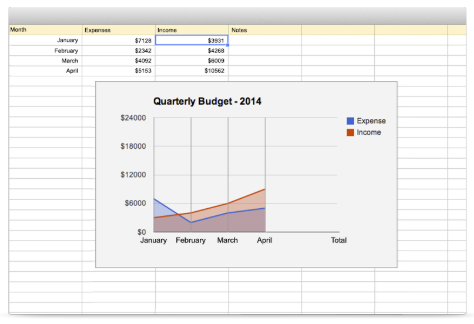 Month Expenses Income Notes
January $7128 $3931
February $2342 $4268
March $4092 $6009
April $5153 $10562
Quarterly Budget - 2014
$24000
$18000
$12000
$6000
$0
January February March April Total
Expense
Income